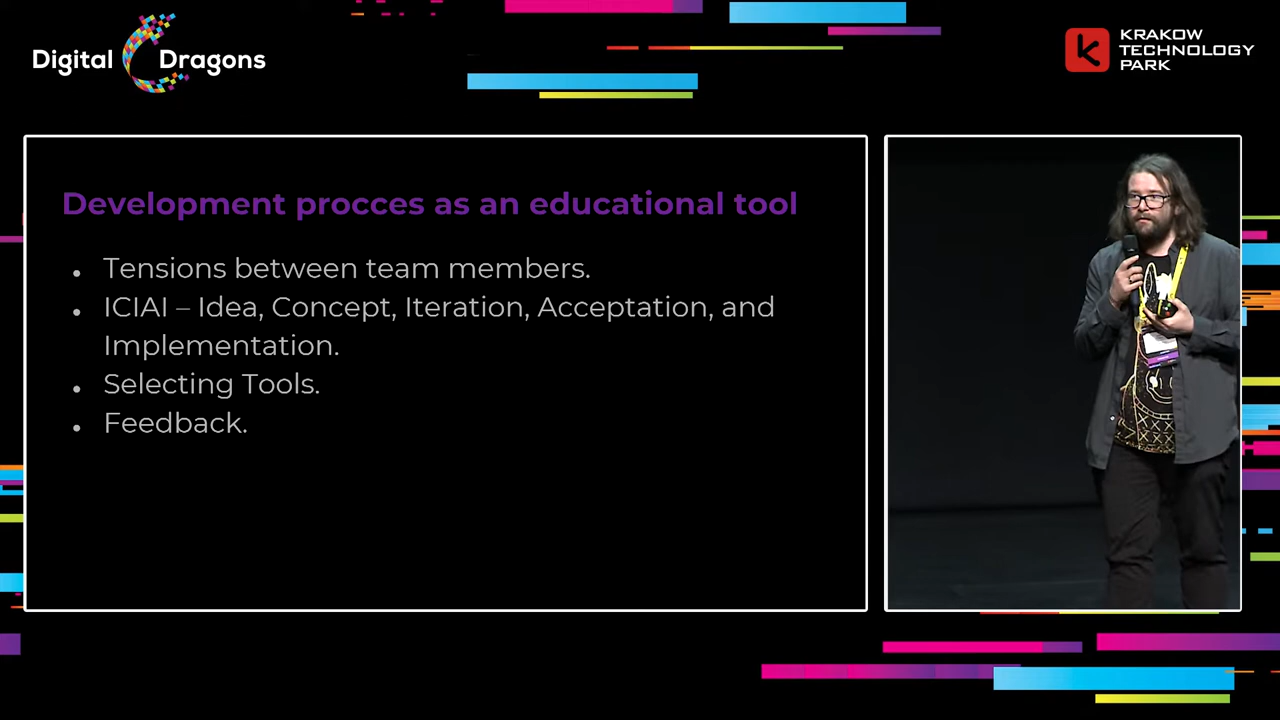 Digital Dragons
KRAKOW
TECHNOLOGY
PARK
Development procces as an educational tool
Tensions between team members.
ICIAI – Idea, Concept, Iteration, Acceptation, and
Implementation.
Selecting Tools.
Feedback.